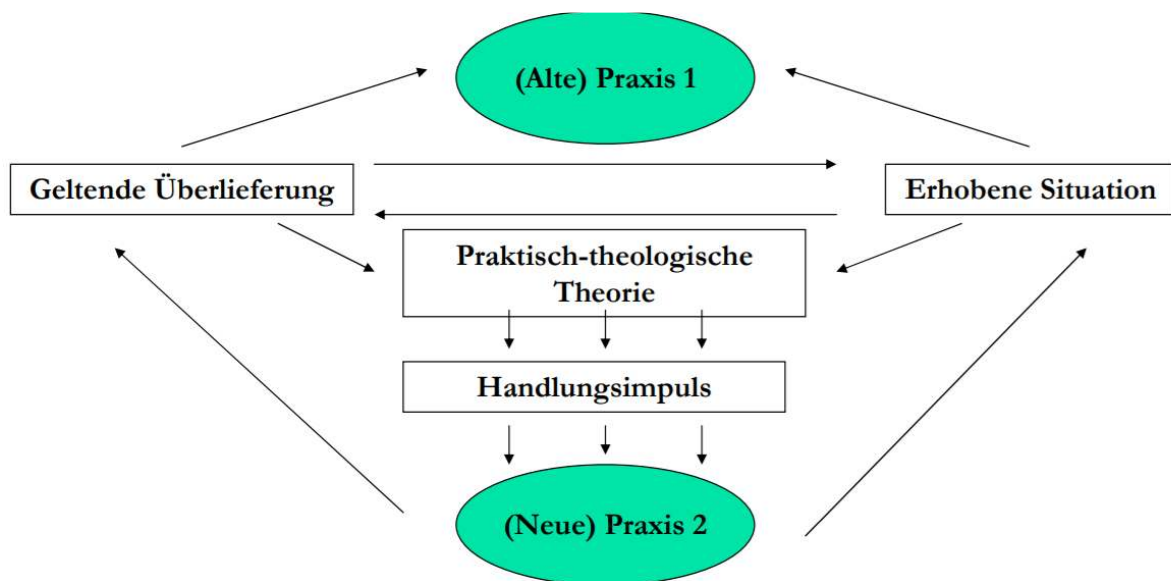 (Alte) Praxis 1
Geltende Überlieferung
Erhobene Situation
Praktisch-theologische
Theorie
Handlungsimpuls
(Neue) Praxis 2